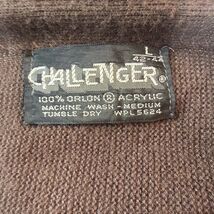 L
42-44
CHALLENGER®
100% ORLON ® ACRYLIC
MACHINE WASH - MEDIUM
TUMBLE DRY WPL5624